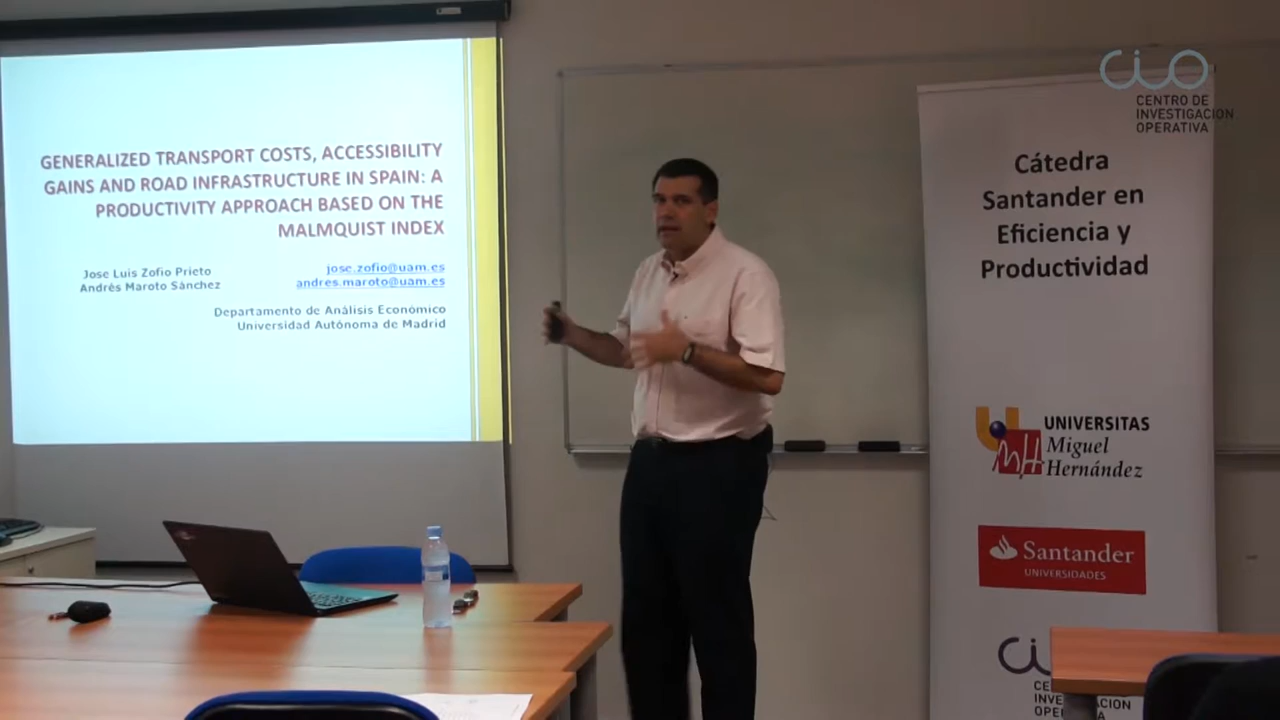 GENERALIZED TRANSPORT COSTS, ACCESSIBILITY
GAINS AND ROAD INFRASTRUCTURE IN SPAIN: A
PRODUCTIVITY APPROACH BASED ON THE
MALMQUIST INDEX
Jose Luis Zofio Prieto jose.zofio@uam.es
Andrés Maroto Sánchez andres.maroto@uam.es
Departamento de Análisis Económico
Universidad Autónoma de Madrid
CIO
CENTRO DE
INVESTIGACION
OPERATIVA
Cátedra
Santander en
Eficiencia y
Productividad
UNIVERSITAS
Miguel
Hernández
Santander
UNIVERSIDADES